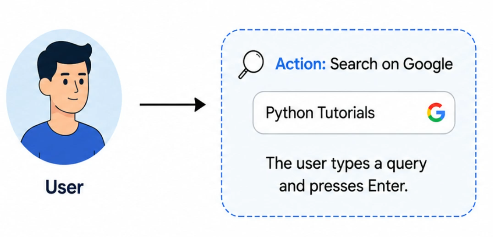 Action: Search on Google
Python Tutorials
The user types a query
and presses Enter.
User